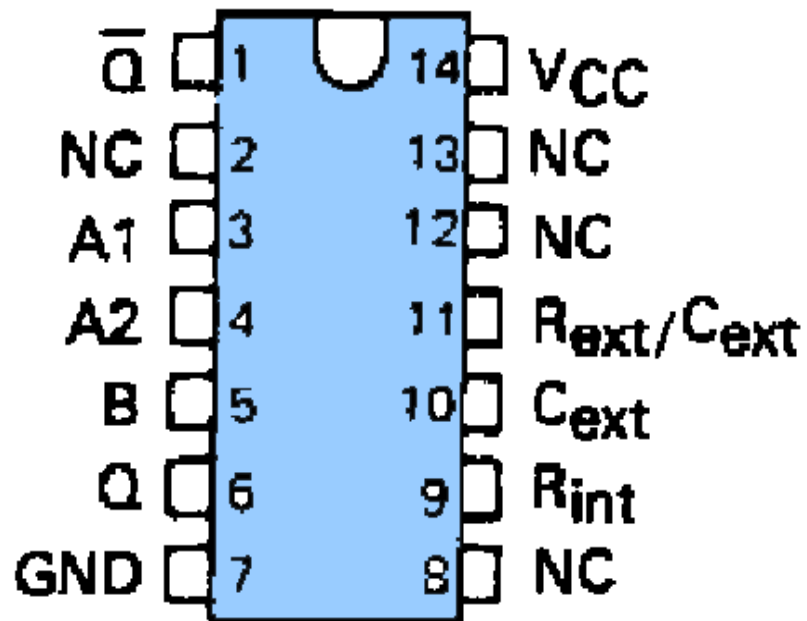 Q̅ 1 14 VCC
NC 2 13 NC
A1 3 12 NC
A2 4 11 Rext/Cext
B 5 10 Cext
Q 6 9 Rint
GND 7 8 NC